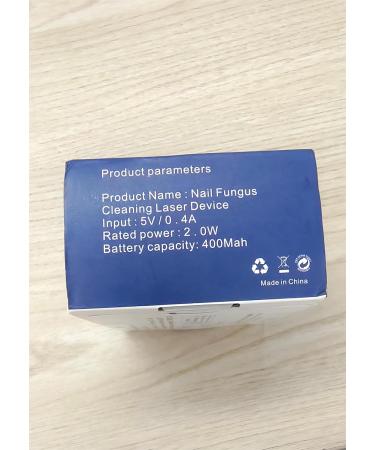 Product parameters
Product Name : Nail Fungus
Cleaning Laser Device
Input : 5V / 0 . 4A
Rated power : 2 . 0W
Battery capacity: 400Mah
Made in China